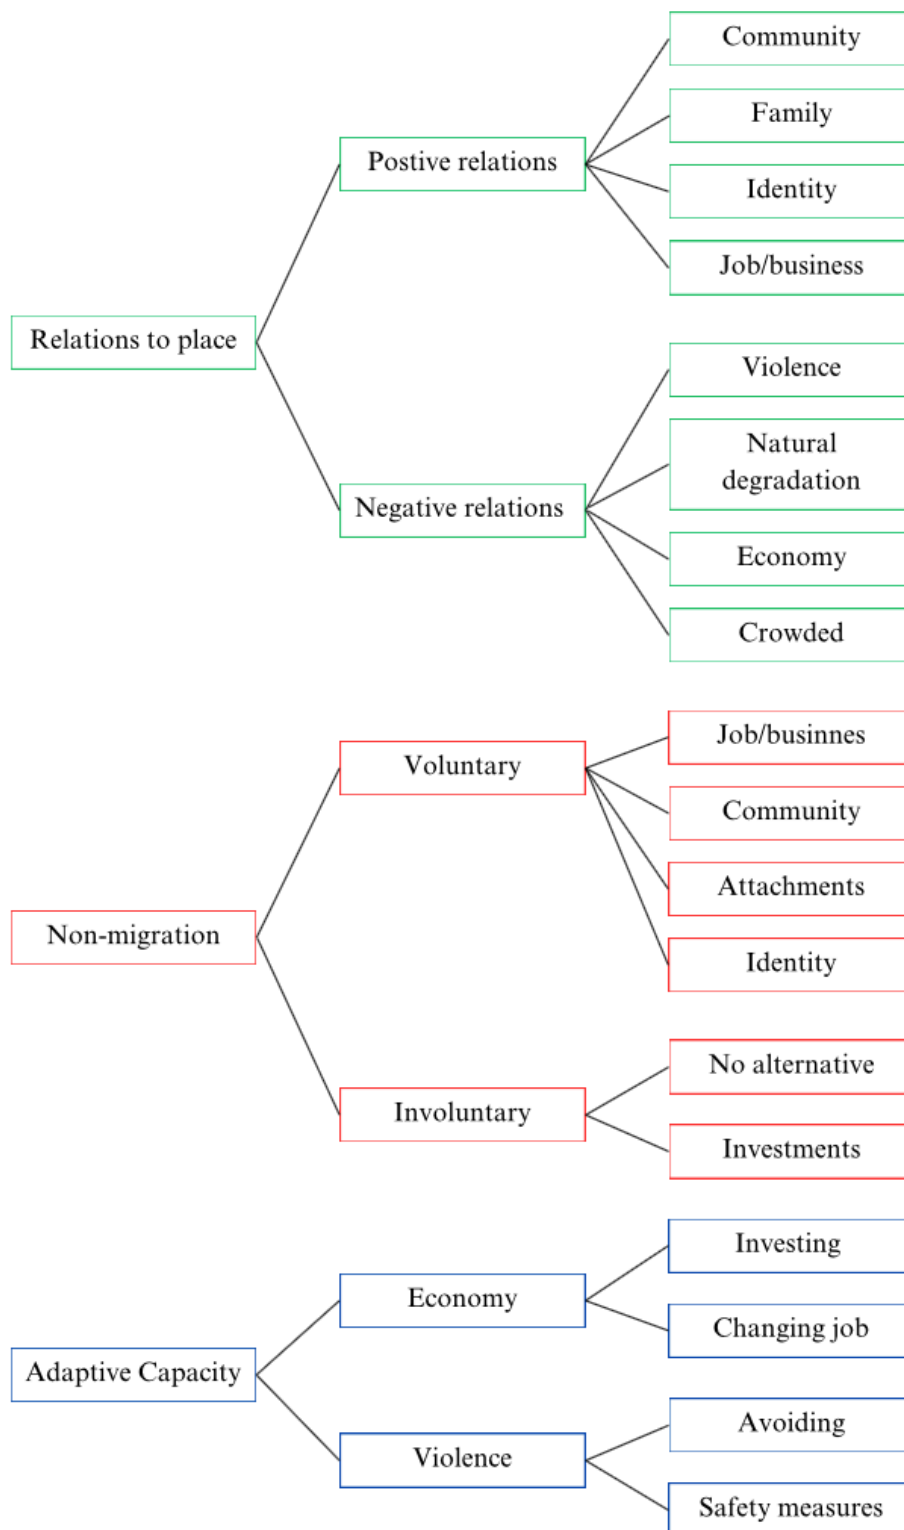 Relations to place
Postive relations
Community
Family
Identity
Job/business
Negative relations
Violence
Natural
degradation
Economy
Crowded
Non-migration
Voluntary
Job/businnes
Community
Attachments
Identity
Involuntary
No alternative
Investments
Adaptive Capacity
Economy
Investing
Changing job
Violence
Avoiding
Safety measures